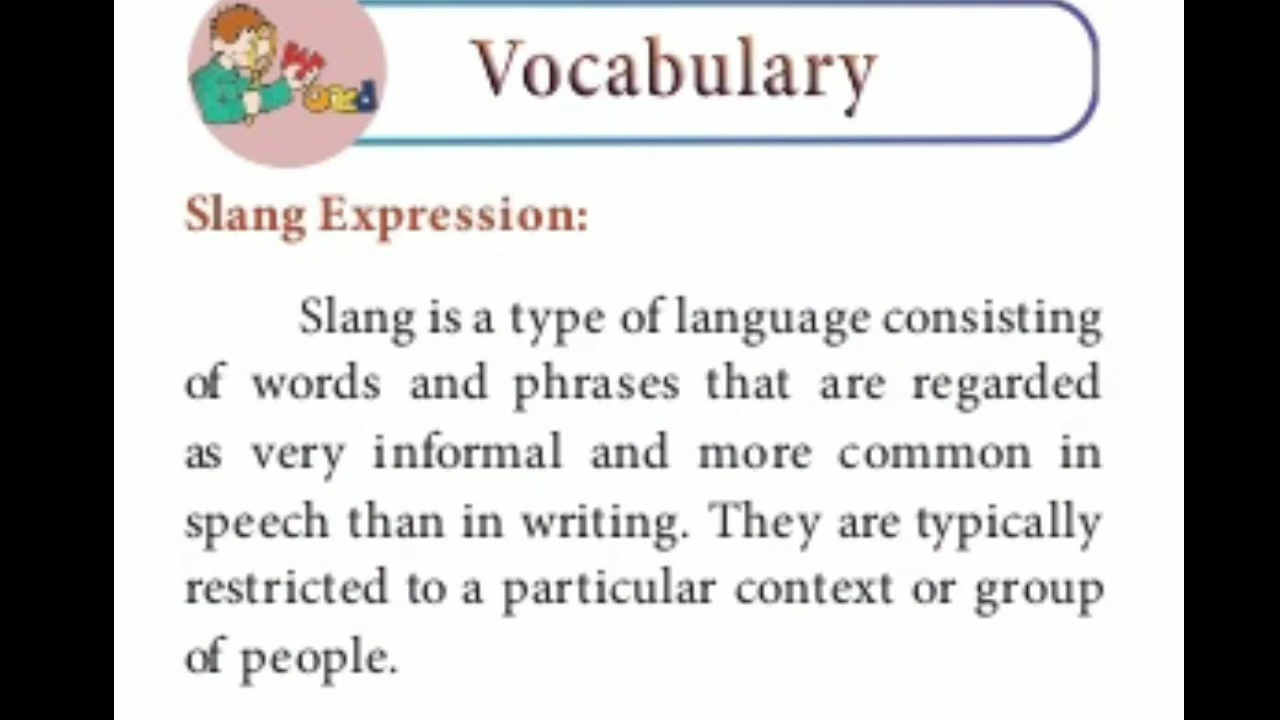 Word
Vocabulary
Slang Expression:
Slang is a type of language consisting
of words and phrases that are regarded
as very informal and more common in
speech than in writing. They are typically
restricted to a particular context or group
of people.